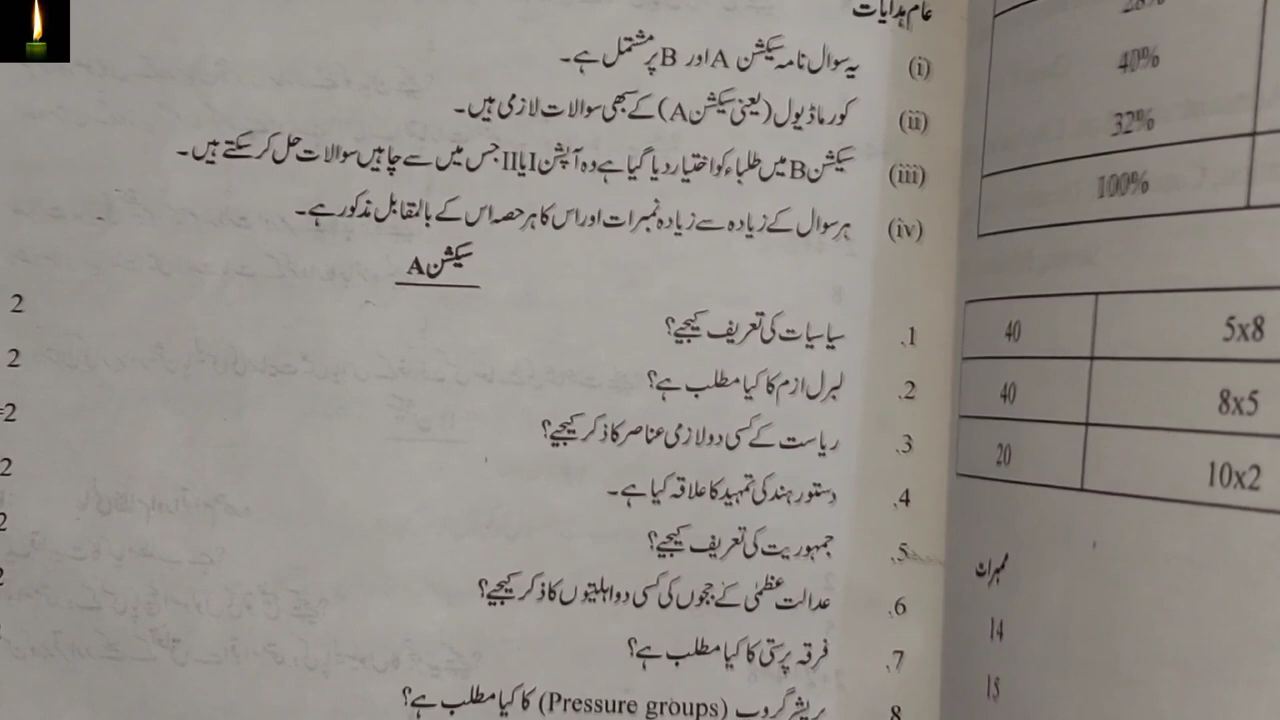 عام ہدایات
(i) یہ سوال نامہ سیکشن A اور B پر مشتمل ہے۔
(ii) کور ماڈیول (یعنی سیکشن A) کے سبھی سوالات لازمی ہیں۔
(iii) سیکشن B میں طلباء کو اختیار دیا گیا ہے وہ آپشن I یا II جس میں سے چاہیں سوالات حل کر سکتے ہیں۔
(iv) ہر سوال کے زیادہ سے زیادہ نمبرات اور اس کا ہر حصہ اس کے بالمقابل مذکور ہے۔
سیکشن A
1. سیاسیات کی تعریف کیجیے؟ 2
2. لبرل ازم کا کیا مطلب ہے؟ 2
3. ریاست کے کسی دو لازمی عناصر کا ذکر کیجیے؟ =2
4. دستور ہند کی تمہید کا علاقہ کیا ہے۔ 2
5. جمہوریت کی تعریف کیجیے؟ 2
6. عدالت عظمٰی کے ججوں کی کسی دو اہلیتوں کا ذکر کیجیے؟ 2
7. فرقہ پرستی کا کیا مطلب ہے؟
8 پریشر گروپ (Pressure groups) کا کیا مطلب ہے؟
28%
40%
32%
100%
40 5x8
40 8x5
20 10x2
نمبرات
14
15